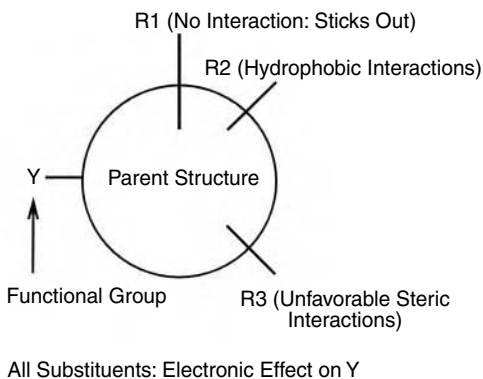 R1 (No Interaction: Sticks Out)
R2 (Hydrophobic Interactions)
Y
Parent Structure
Functional Group
R3 (Unfavorable Steric
Interactions)
All Substituents: Electronic Effect on Y